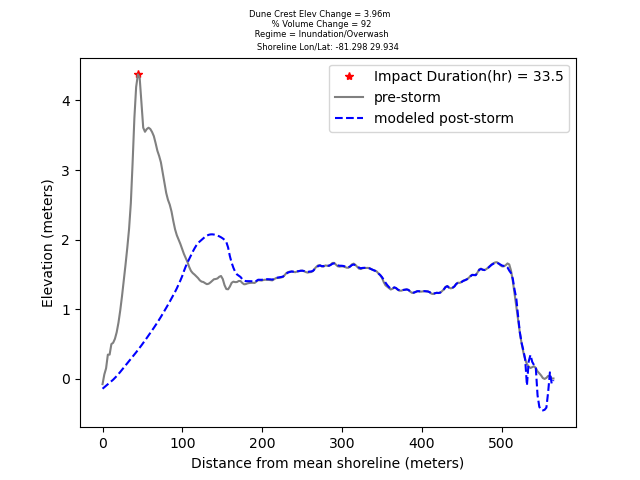 Dune Crest Elev Change = 3.96m
% Volume Change = 92
Regime = Inundation/Overwash
Shoreline Lon/Lat: -81.298 29.934
Impact Duration(hr) = 33.5
pre-storm
modeled post-storm
4
3
2
1
0
Elevation (meters)
0 100 200 300 400 500
Distance from mean shoreline (meters)